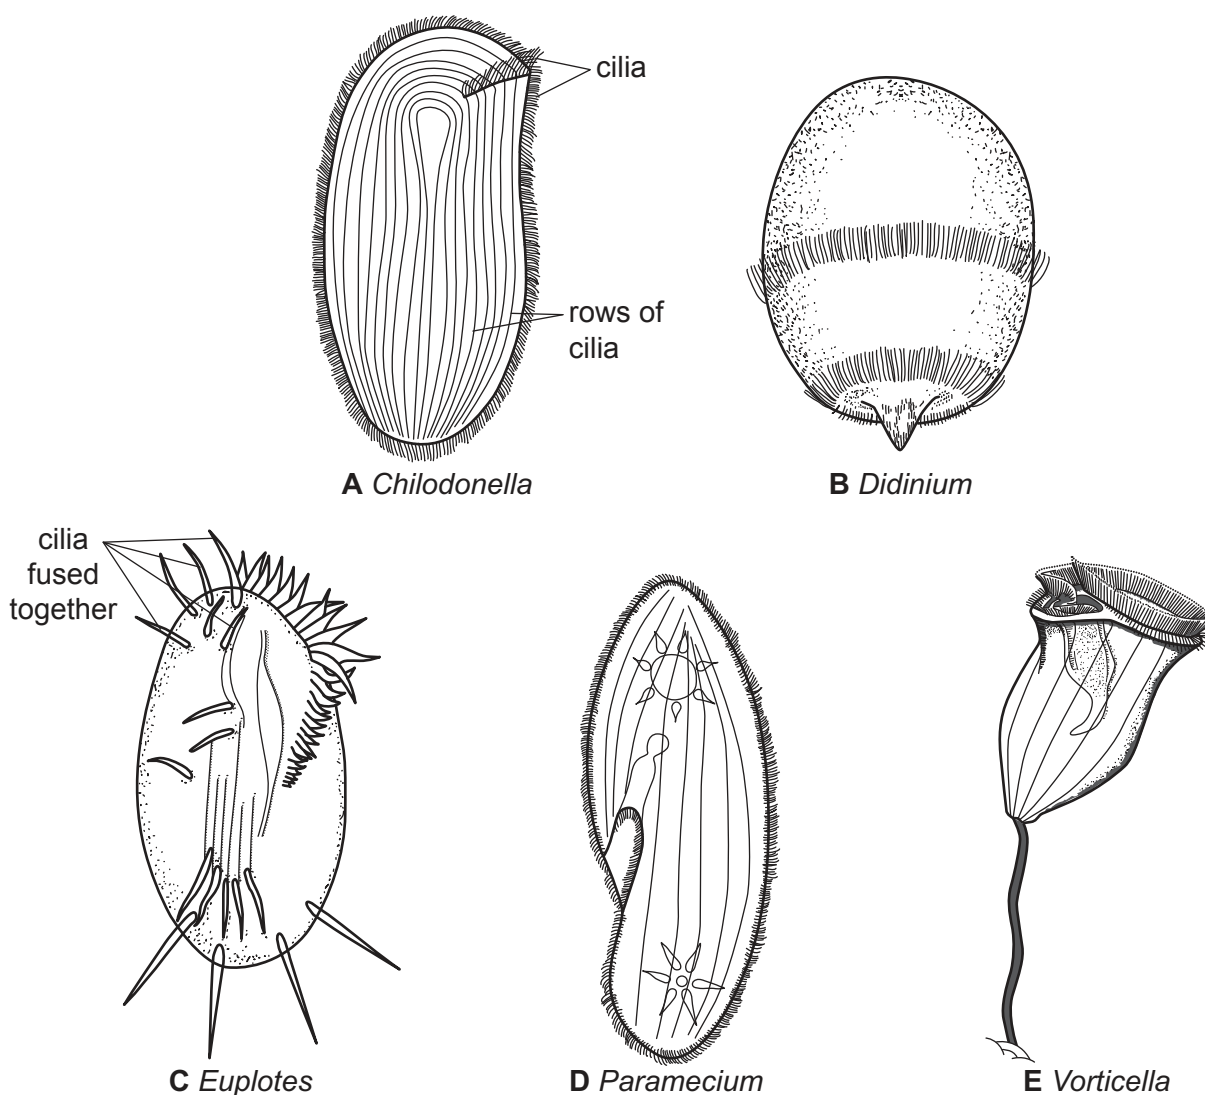 cilia
rows of
cilia
A Chilodonella
B Didinium
cilia
fused
together
C Euplotes
D Paramecium
E Vorticella